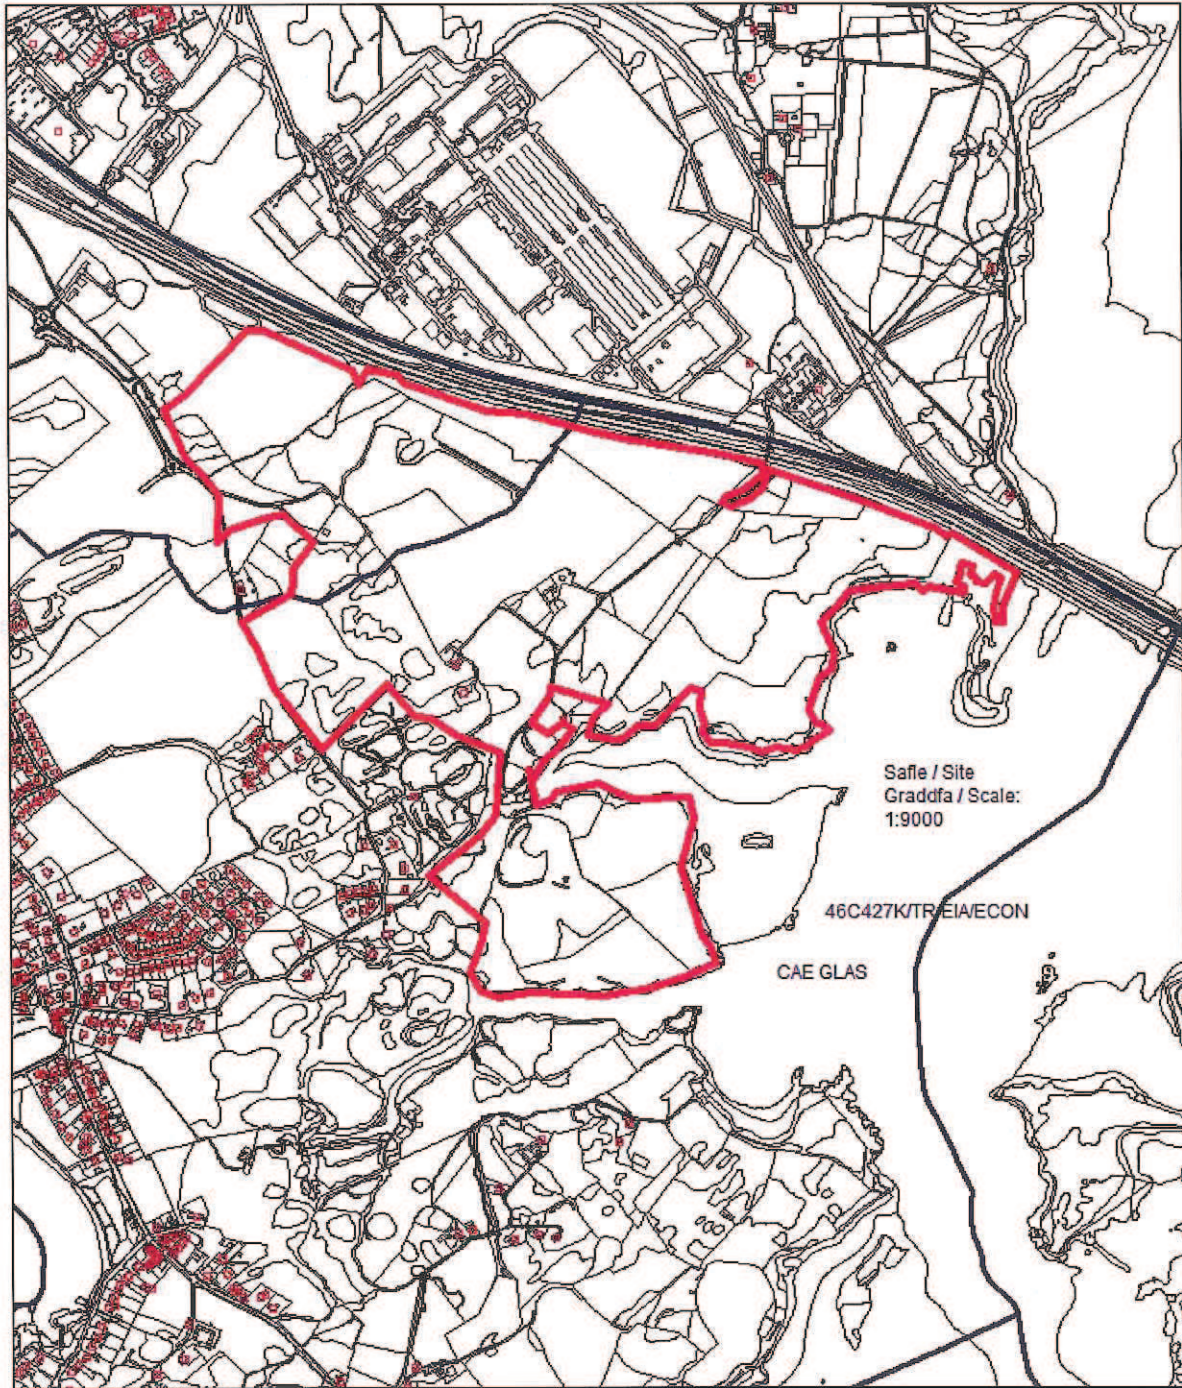 Safle / Site
Graddfa / Scale:
1:9000
46C427K/TR/EIA/ECON
CAE GLAS